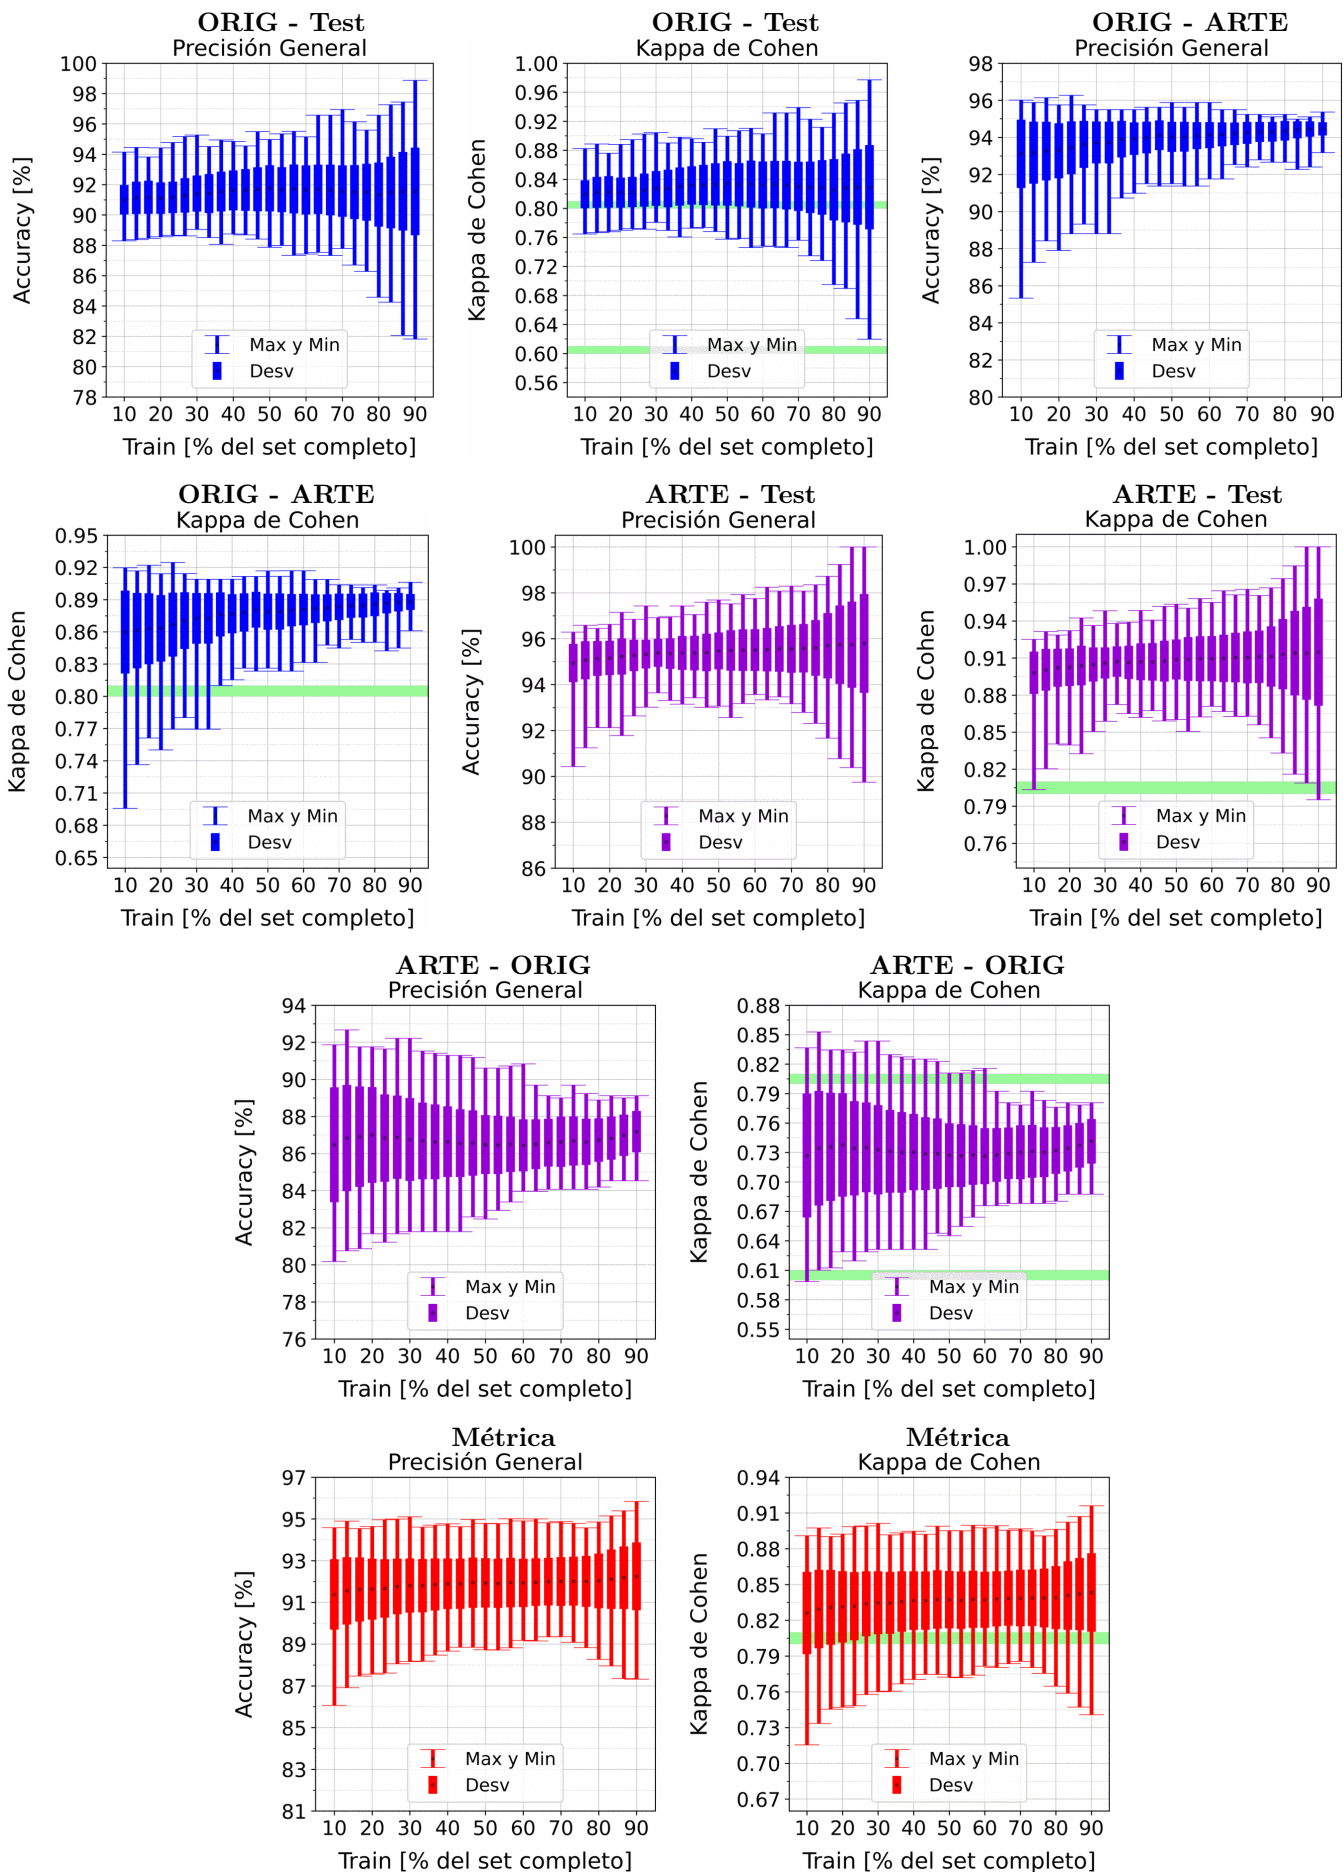 ORIG - Test
Precisión General
100
98
96
94
92
90
88
86
84
82
80
78
Accuracy [%]
Max y Min
Desv
10 20 30 40 50 60 70 80 90
Train [% del set completo]
ORIG - Test
Kappa de Cohen
1.00
0.96
0.92
0.88
0.84
0.80
0.76
0.72
0.68
0.64
0.60
0.56
Kappa de Cohen
Max y Min
Desv
10 20 30 40 50 60 70 80 90
Train [% del set completo]
ORIG - ARTE
Precisión General
98
96
94
92
90
88
86
84
82
80
Accuracy [%]
Max y Min
Desv
10 20 30 40 50 60 70 80 90
Train [% del set completo]
ORIG - ARTE
Kappa de Cohen
0.95
0.92
0.89
0.86
0.83
0.80
0.77
0.74
0.71
0.68
0.65
Kappa de Cohen
Max y Min
Desv
10 20 30 40 50 60 70 80 90
Train [% del set completo]
ARTE - Test
Precisión General
100
98
96
94
92
90
88
86
Accuracy [%]
Max y Min
Desv
10 20 30 40 50 60 70 80 90
Train [% del set completo]
ARTE - Test
Kappa de Cohen
1.00
0.97
0.94
0.91
0.88
0.85
0.82
0.79
0.76
Kappa de Cohen
Max y Min
Desv
10 20 30 40 50 60 70 80 90
Train [% del set completo]
ARTE - ORIG
Precisión General
94
92
90
88
86
84
82
80
78
76
Accuracy [%]
Max y Min
Desv
10 20 30 40 50 60 70 80 90
Train [% del set completo]
ARTE - ORIG
Kappa de Cohen
0.88
0.85
0.82
0.79
0.76
0.73
0.70
0.67
0.64
0.61
0.58
0.55
Kappa de Cohen
Max y Min
Desv
10 20 30 40 50 60 70 80 90
Train [% del set completo]
Métrica
Precisión General
97
95
93
91
89
87
85
83
81
Accuracy [%]
Max y Min
Desv
10 20 30 40 50 60 70 80 90
Train [% del set completo]
Métrica
Kappa de Cohen
0.94
0.91
0.88
0.85
0.82
0.79
0.76
0.73
0.70
0.67
Kappa de Cohen
Max y Min
Desv
10 20 30 40 50 60 70 80 90
Train [% del set completo]